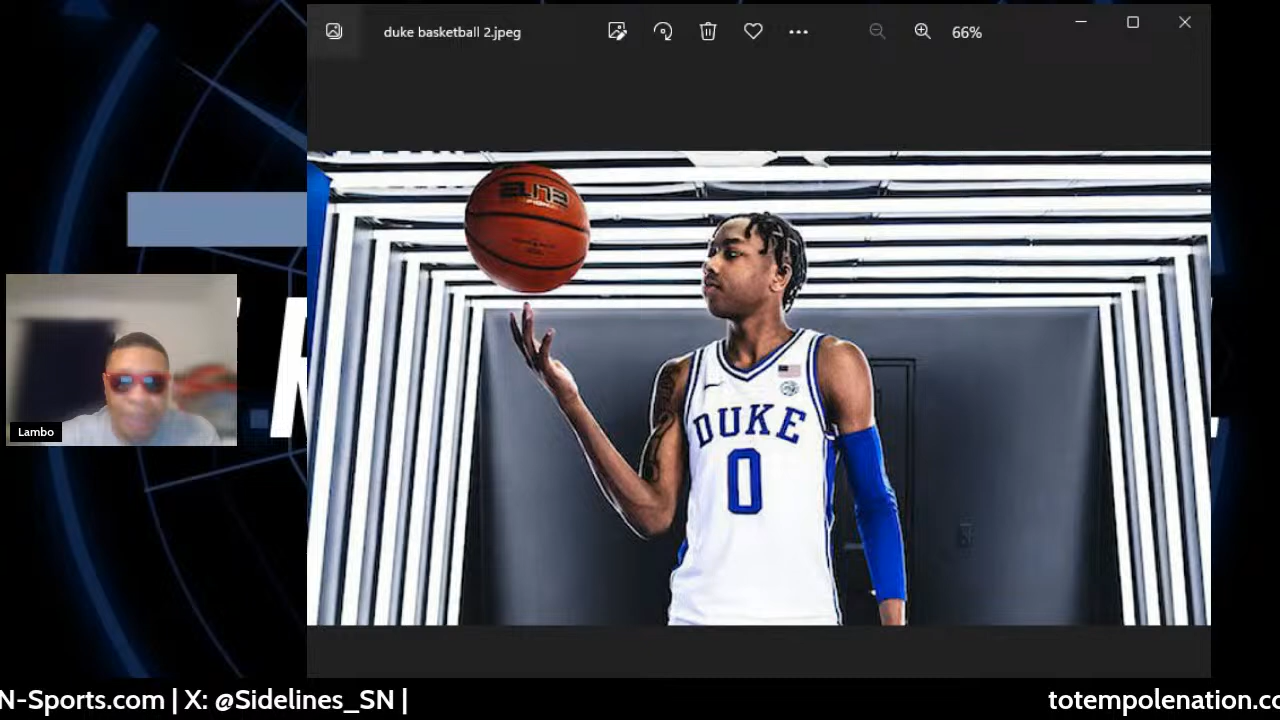 duke basketball 2.jpeg
66%
ELITE
DUKE
0
Lambo
N-Sports.com | X: @Sidelines_SN |
totempolenation.co